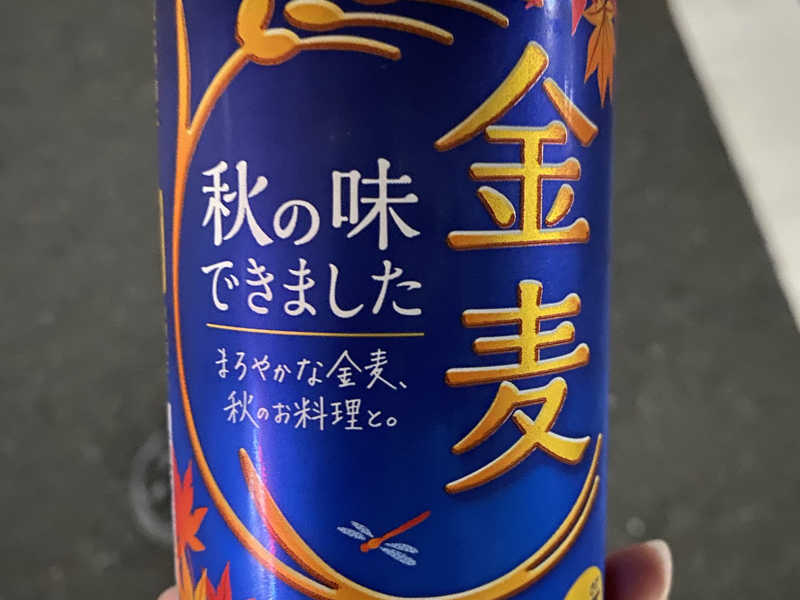 金麦
秋の味
できました
まろやかな金麦、
秋のお料理と。